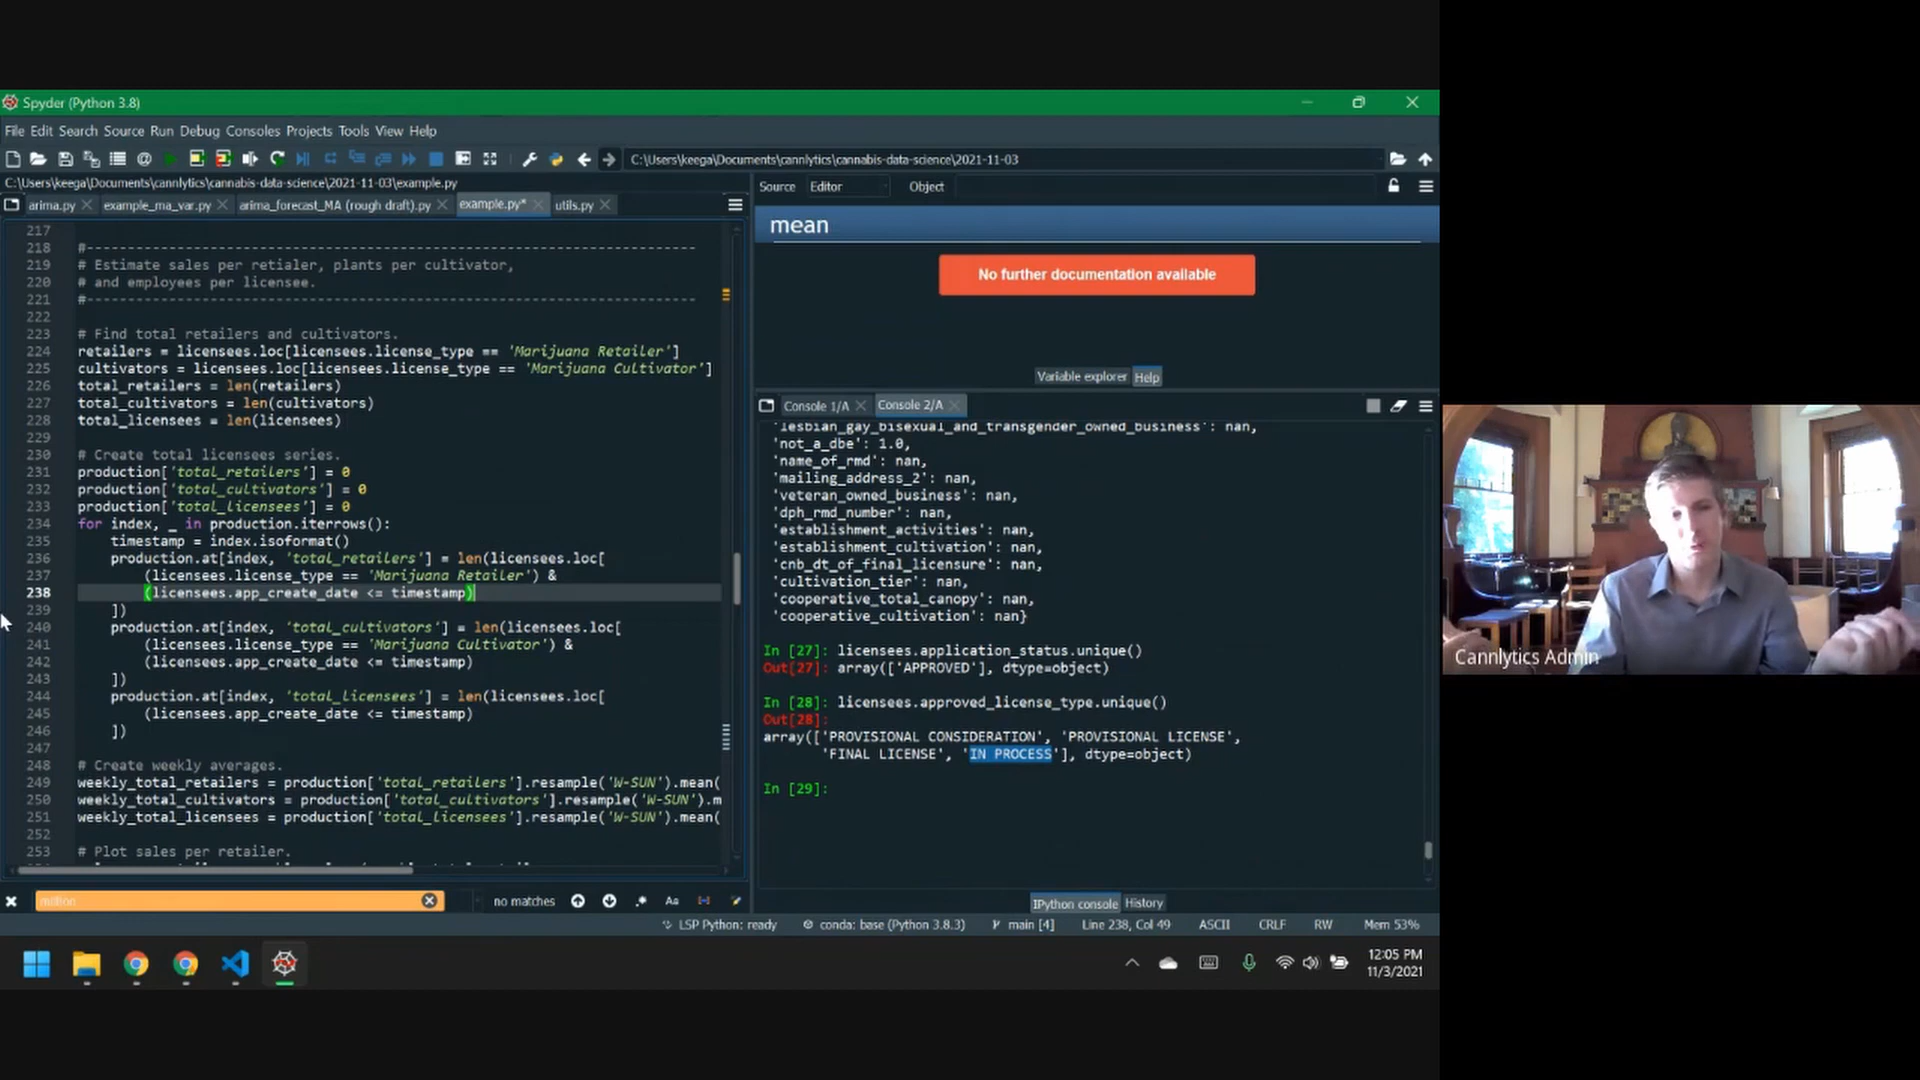 Spyder (Python 3.8)
File Edit Search Source Run Debug Consoles Projects Tools View Help
C:\Users\keega\Documents\cannlytics\cannabis-data-science\2021-11-03
C:\Users\keega\Documents\cannlytics\cannabis-data-science\2021-11-03\example.py
arima.py
example_ma_var.py
arima_forecast_MA (rough draft).py
example.py*
utils.py
217
218 #--------------------------------------------------------------------------
219 # Estimate sales per retialer, plants per cultivator,
220 # and employees per licensee.
221 #--------------------------------------------------------------------------
222
223 # Find total retailers and cultivators.
224 retailers = licensees.loc[licensees.license_type == 'Marijuana Retailer']
225 cultivators = licensees.loc[licensees.license_type == 'Marijuana Cultivator']
226 total_retailers = len(retailers)
227 total_cultivators = len(cultivators)
228 total_licensees = len(licensees)
229
230 # Create total licensees series.
231 production['total_retailers'] = 0
232 production['total_cultivators'] = 0
233 production['total_licensees'] = 0
234 for index, _ in production.iterrows():
235 timestamp = index.isoformat()
236 production.at[index, 'total_retailers'] = len(licensees.loc[
237 (licensees.license_type == 'Marijuana Retailer') &
238 (licensees.app_create_date <= timestamp)
239 ])
240 production.at[index, 'total_cultivators'] = len(licensees.loc[
241 (licensees.license_type == 'Marijuana Cultivator') &
242 (licensees.app_create_date <= timestamp)
243 ])
244 production.at[index, 'total_licensees'] = len(licensees.loc[
245 (licensees.app_create_date <= timestamp)
246 ])
247
248 # Create weekly averages.
249 weekly_total_retailers = production['total_retailers'].resample('W-SUN').mean(
250 weekly_total_cultivators = production['total_cultivators'].resample('W-SUN').m
251 weekly_total_licensees = production['total_licensees'].resample('W-SUN').mean(
252
253 # Plot sales per retailer.
million
no matches
Aa
Source Editor Object
mean
No further documentation available
Variable explorer Help
Console 1/A
Console 2/A
'lesbian_gay_bisexual_and_transgender_owned_business': nan,
'not_a_dbe': 1.0,
'name_of_rmd': nan,
'mailing_address_2': nan,
'veteran_owned_business': nan,
'dph_rmd_number': nan,
'establishment_activities': nan,
'establishment_cultivation': nan,
'cnb_dt_of_final_licensure': nan,
'cultivation_tier': nan,
'cooperative_total_canopy': nan,
'cooperative_cultivation': nan}
In [27]: licensees.application_status.unique()
Out[27]: array(['APPROVED'], dtype=object)
In [28]: licensees.approved_license_type.unique()
Out[28]:
array(['PROVISIONAL CONSIDERATION', 'PROVISIONAL LICENSE',
'FINAL LICENSE', 'IN PROCESS'], dtype=object)
In [29]:
IPython console History
LSP Python: ready
conda: base (Python 3.8.3)
main [4]
Line 238, Col 49
ASCII
CRLF
RW
Mem 53%
12:05 PM
11/3/2021
Cannlytics Admin